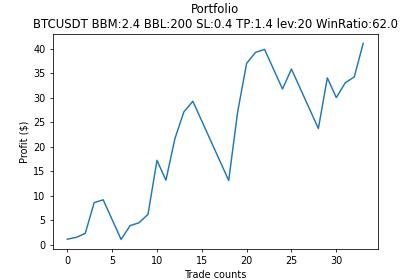 Portfolio
BTCUSDT BBM:2.4 BBL:200 SL:0.4 TP:1.4 lev:20 WinRatio:62.0
40
35
30
25
20
15
10
5
0
Profit ($)
0 5 10 15 20 25 30
Trade counts